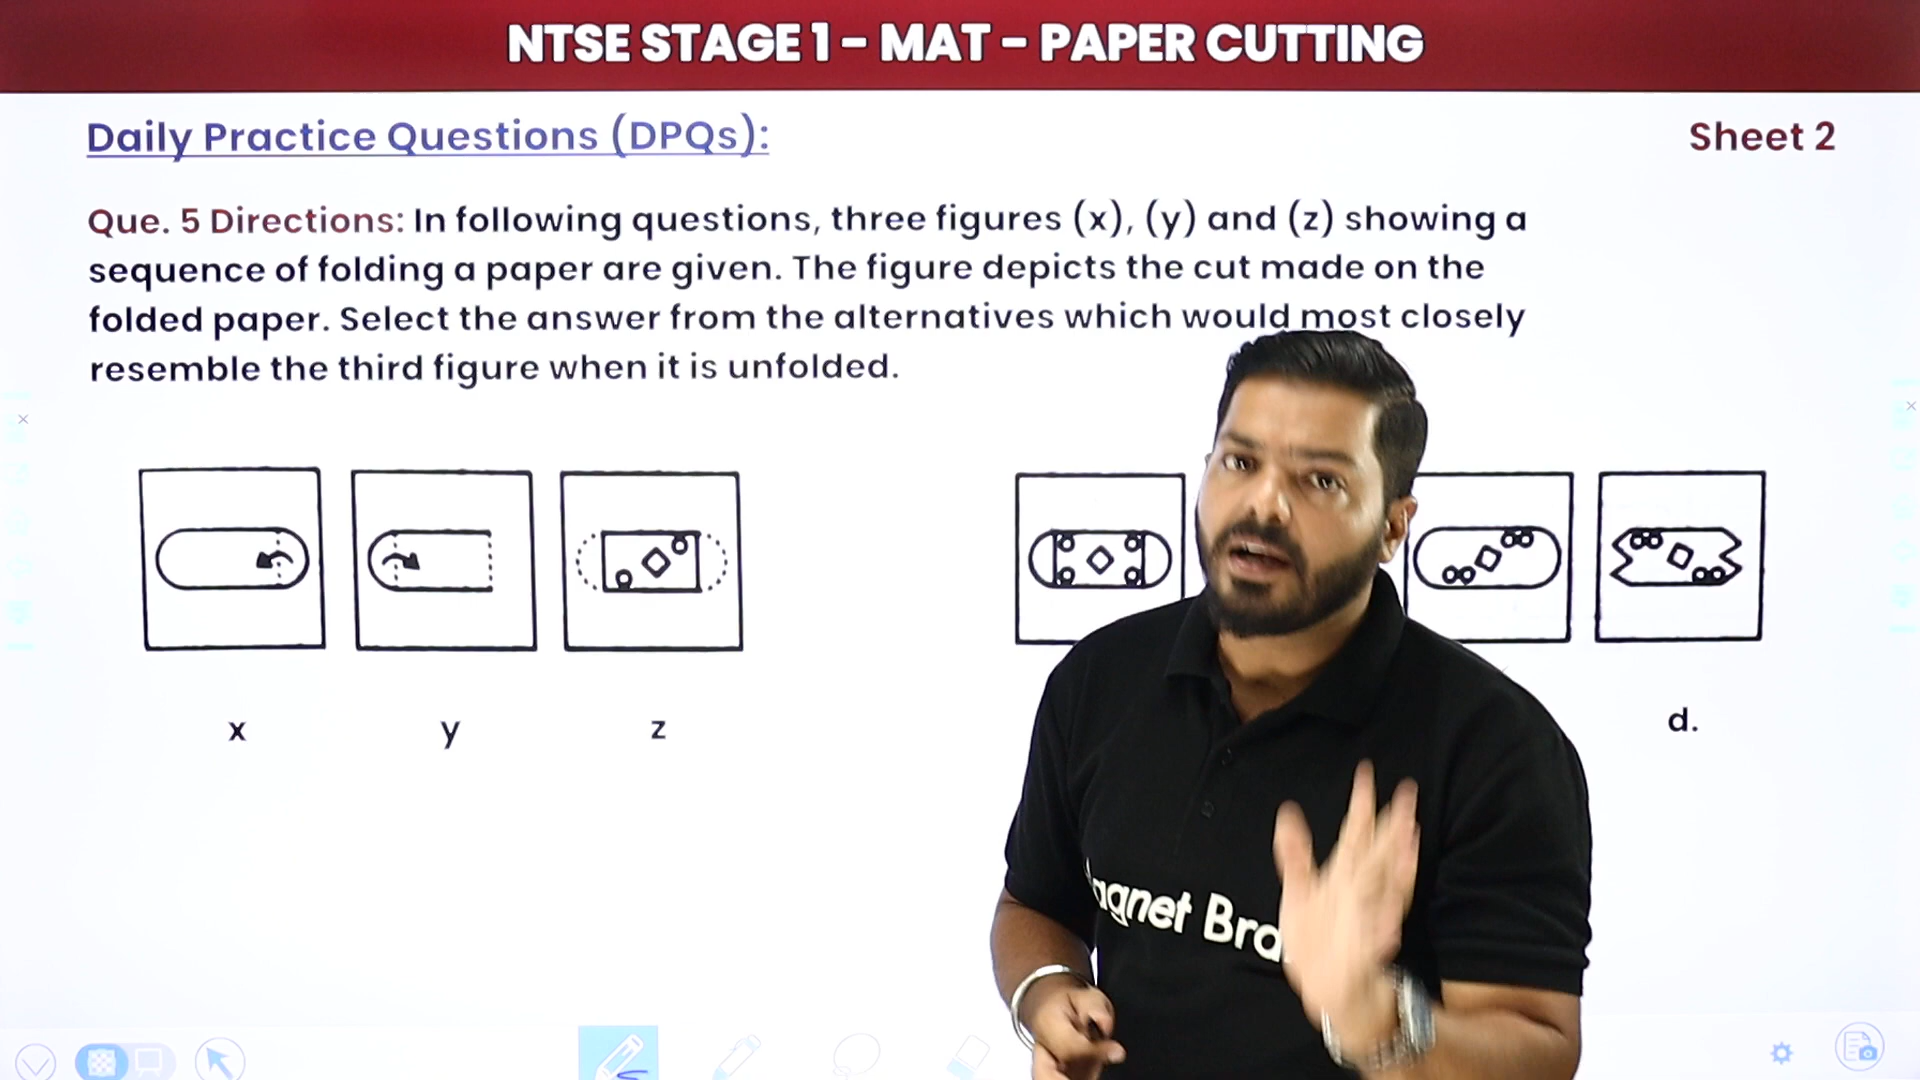 NTSE STAGE 1 – MAT – PAPER CUTTING
Daily Practice Questions (DPQs):
Sheet 2
Que. 5 Directions: In following questions, three figures (x), (y) and (z) showing a
sequence of folding a paper are given. The figure depicts the cut made on the
folded paper. Select the answer from the alternatives which would most closely
resemble the third figure when it is unfolded.
x y z
d.
agnet Bra